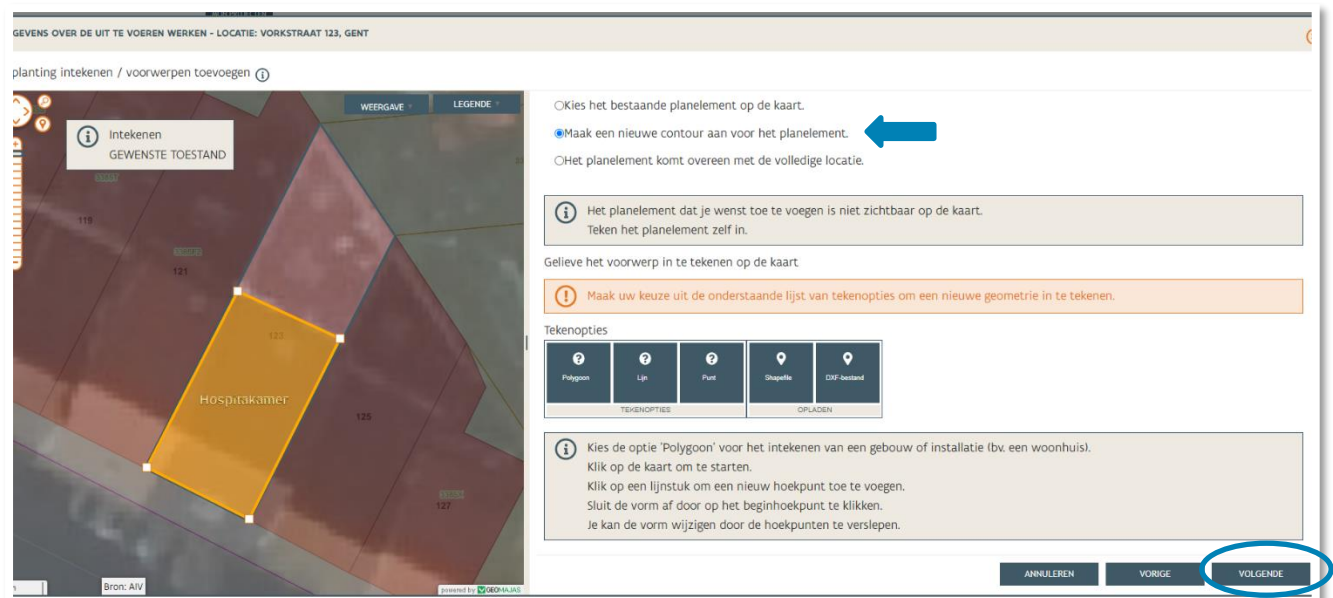 GEVENS OVER DE UIT TE VOEREN WERKEN - LOCATIE: VORKSTRAAT 123, GENT
planting intekenen / voorwerpen toevoegen
WEERGAVE
LEGENDE
Intekenen
GEWENSTE TOESTAND
119
121
123
Hospitakamer
125
127
Bron: AIV
powered by GEOMAJAS
Kies het bestaande planelement op de kaart.
Maak een nieuwe contour aan voor het planelement.
Het planelement komt overeen met de volledige locatie.
Het planelement dat je wenst toe te voegen is niet zichtbaar op de kaart.
Teken het planelement zelf in.
Gelieve het voorwerp in te tekenen op de kaart
Maak uw keuze uit de onderstaande lijst van tekenopties om een nieuwe geometrie in te tekenen.
Tekenopties
Polygoon Lijn Punt Shapefile DXF-bestand
TEKENOPTIES OPLADEN
Kies de optie 'Polygoon' voor het intekenen van een gebouw of installatie (bv. een woonhuis).
Klik op de kaart om te starten.
Klik op een lijnstuk om een nieuw hoekpunt toe te voegen.
Sluit de vorm af door op het beginhoekpunt te klikken.
Je kan de vorm wijzigen door de hoekpunten te verslepen.
ANNULEREN VORIGE VOLGENDE